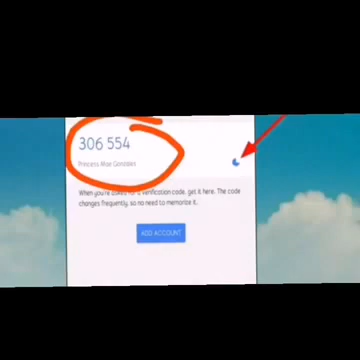 306 554
Princess Mae Gonzales
When you're asked for a verification code, get it here. The code
changes frequently, so no need to memorize it.
ADD ACCOUNT